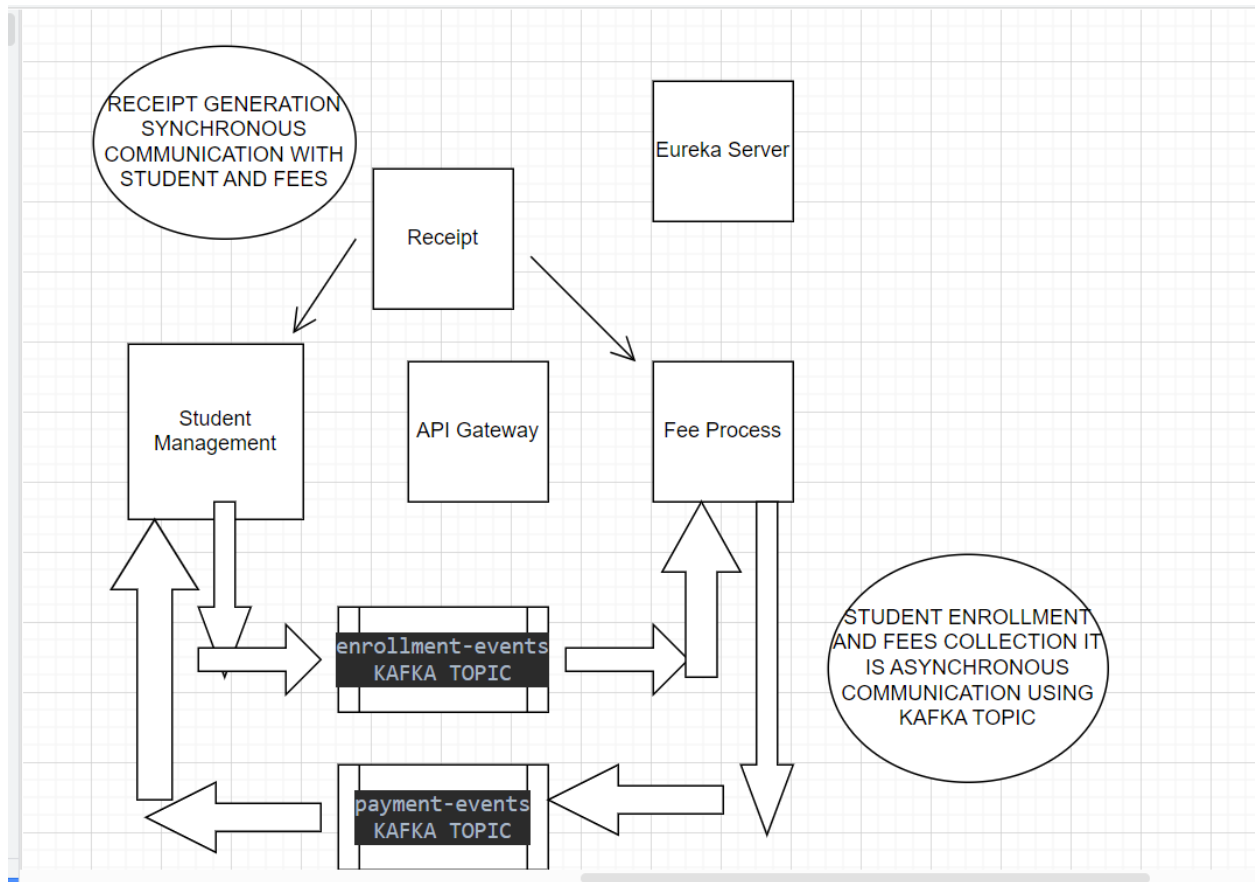 RECEIPT GENERATION
SYNCHRONOUS
COMMUNICATION WITH
STUDENT AND FEES
Eureka Server
Receipt
Student
Management
API Gateway
Fee Process
enrollment-events
KAFKA TOPIC
STUDENT ENROLLMENT
AND FEES COLLECTION IT
IS ASYNCHRONOUS
COMMUNICATION USING
KAFKA TOPIC
payment-events
KAFKA TOPIC